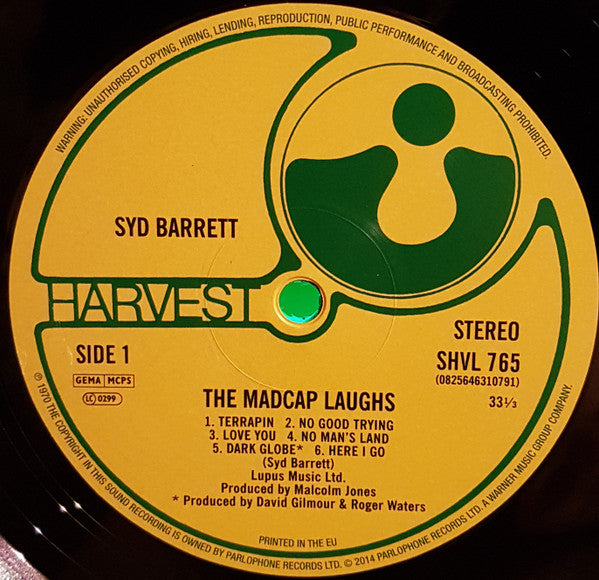 WARNING: UNAUTHORISED COPYING, HIRING, LENDING, REPRODUCTION, PUBLIC PERFORMANCE AND BROADCASTING PROHIBITED.
SYD BARRETT
HARVEST
SIDE 1
GEMA MCPS
LC 0299
STEREO
SHVL 765
(0825646310791)
33⅓
THE MADCAP LAUGHS
1. TERRAPIN 2. NO GOOD TRYING
3. LOVE YOU 4. NO MAN'S LAND
5. DARK GLOBE* 6. HERE I GO
(Syd Barrett)
Lupus Music Ltd.
Produced by Malcolm Jones
* Produced by David Gilmour & Roger Waters
PRINTED IN THE EU
℗ 1970 THE COPYRIGHT IN THIS SOUND RECORDING IS OWNED BY PARLOPHONE RECORDS LTD. © 2014 PARLOPHONE RECORDS LTD. A WARNER MUSIC GROUP COMPANY.